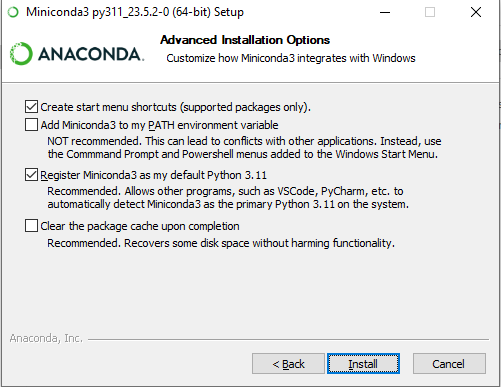 Miniconda3 py311_23.5.2-0 (64-bit) Setup
ANACONDA.
Advanced Installation Options
Customize how Miniconda3 integrates with Windows
Create start menu shortcuts (supported packages only).
Add Miniconda3 to my PATH environment variable
NOT recommended. This can lead to conflicts with other applications. Instead, use
the Commmand Prompt and Powershell menus added to the Windows Start Menu.
Register Miniconda3 as my default Python 3.11
Recommended. Allows other programs, such as VSCode, PyCharm, etc. to
automatically detect Miniconda3 as the primary Python 3.11 on the system.
Clear the package cache upon completion
Recommended. Recovers some disk space without harming functionality.
Anaconda, Inc.
< Back
Install
Cancel